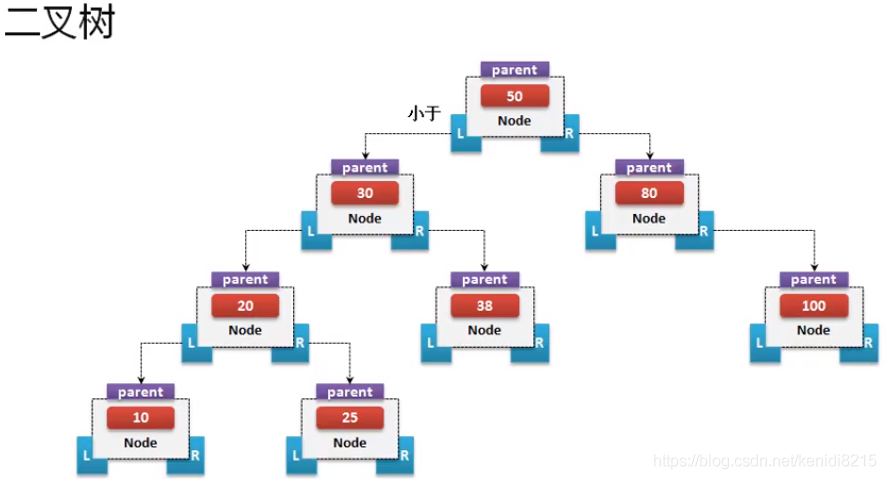 二叉树
parent
50
小于
Node
L R
parent parent
30 80
Node Node
L R L R
parent parent parent
20 38 100
Node Node Node
L R L R L R
parent parent
10 25
Node Node
L R L R
https://blog.csdn.net/kenidi8215